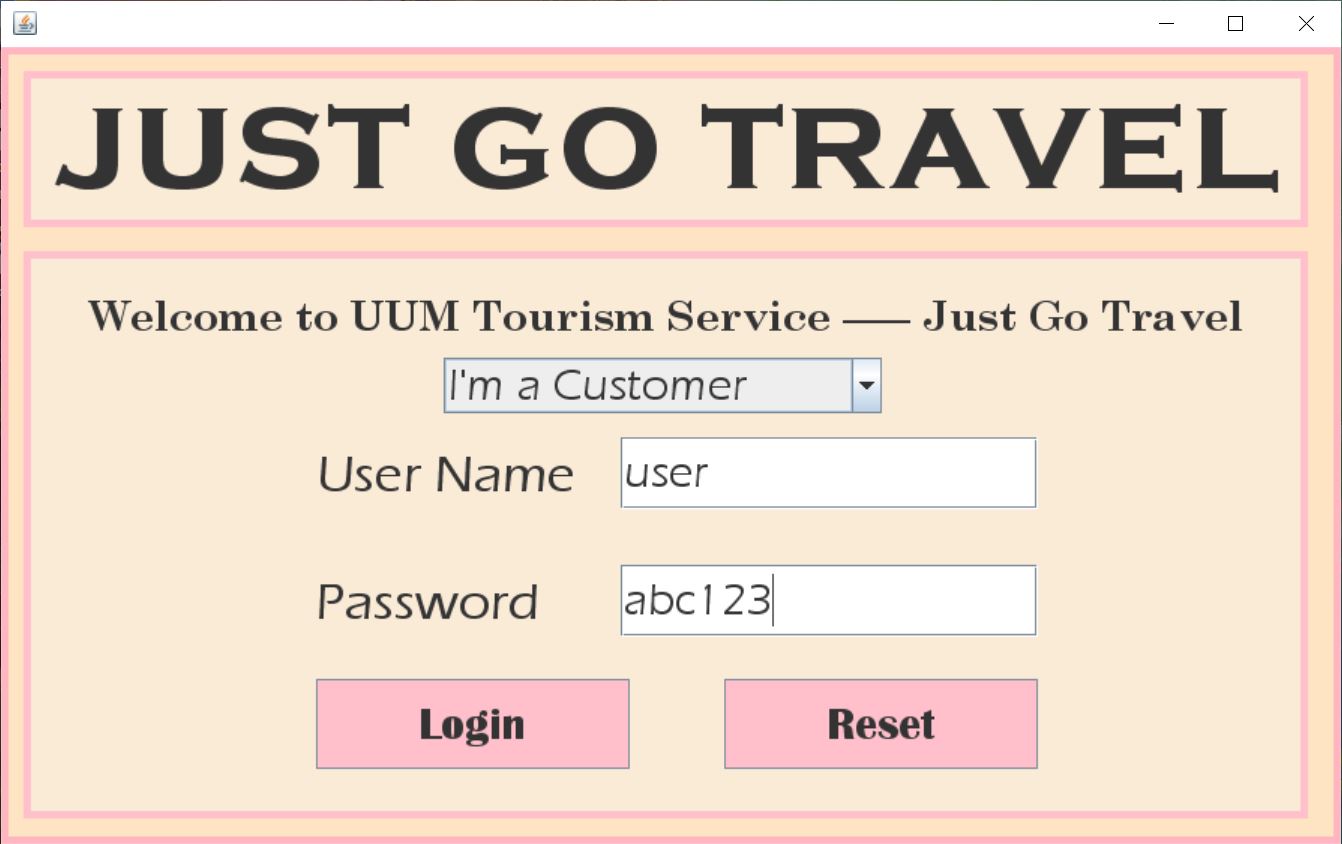 JUST GO TRAVEL
Welcome to UUM Tourism Service —— Just Go Travel
I'm a Customer
User Name user
Password abc123
Login Reset